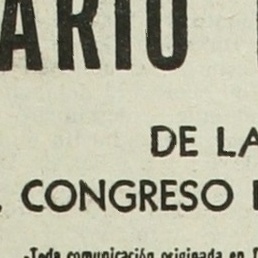 ARIO
DE LA
CONGRESO
-Toda comunicación originada en